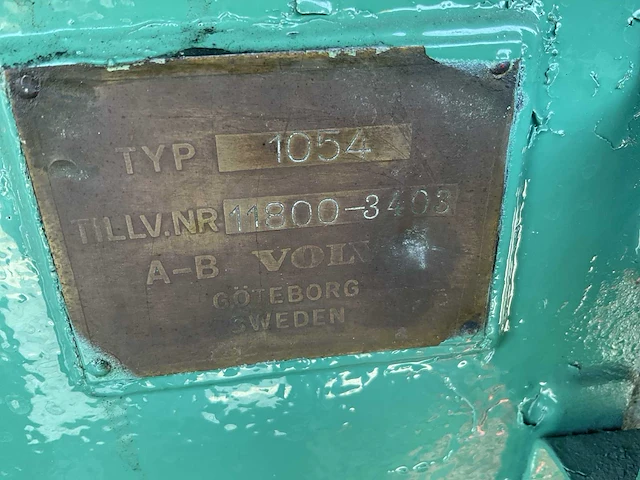 TYP 1054
TILLV.NR 11800-3403
A-B VOLV
GÖTEBORG
SWEDEN